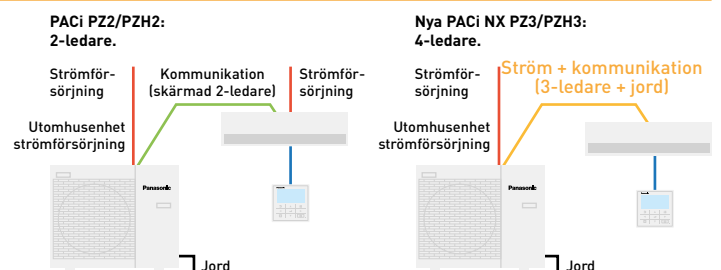 PACi PZ2/PZH2:
2-ledare.
Strömför-
sörjning
Kommunikation
(skärmad 2-ledare)
Strömför-
sörjning
Utomhusenhet
strömförsörjning
Panasonic
Jord
Nya PACi NX PZ3/PZH3:
4-ledare.
Strömför-
sörjning
Ström + kommunikation
(3-ledare + jord)
Utomhusenhet
strömförsörjning
Panasonic
Jord